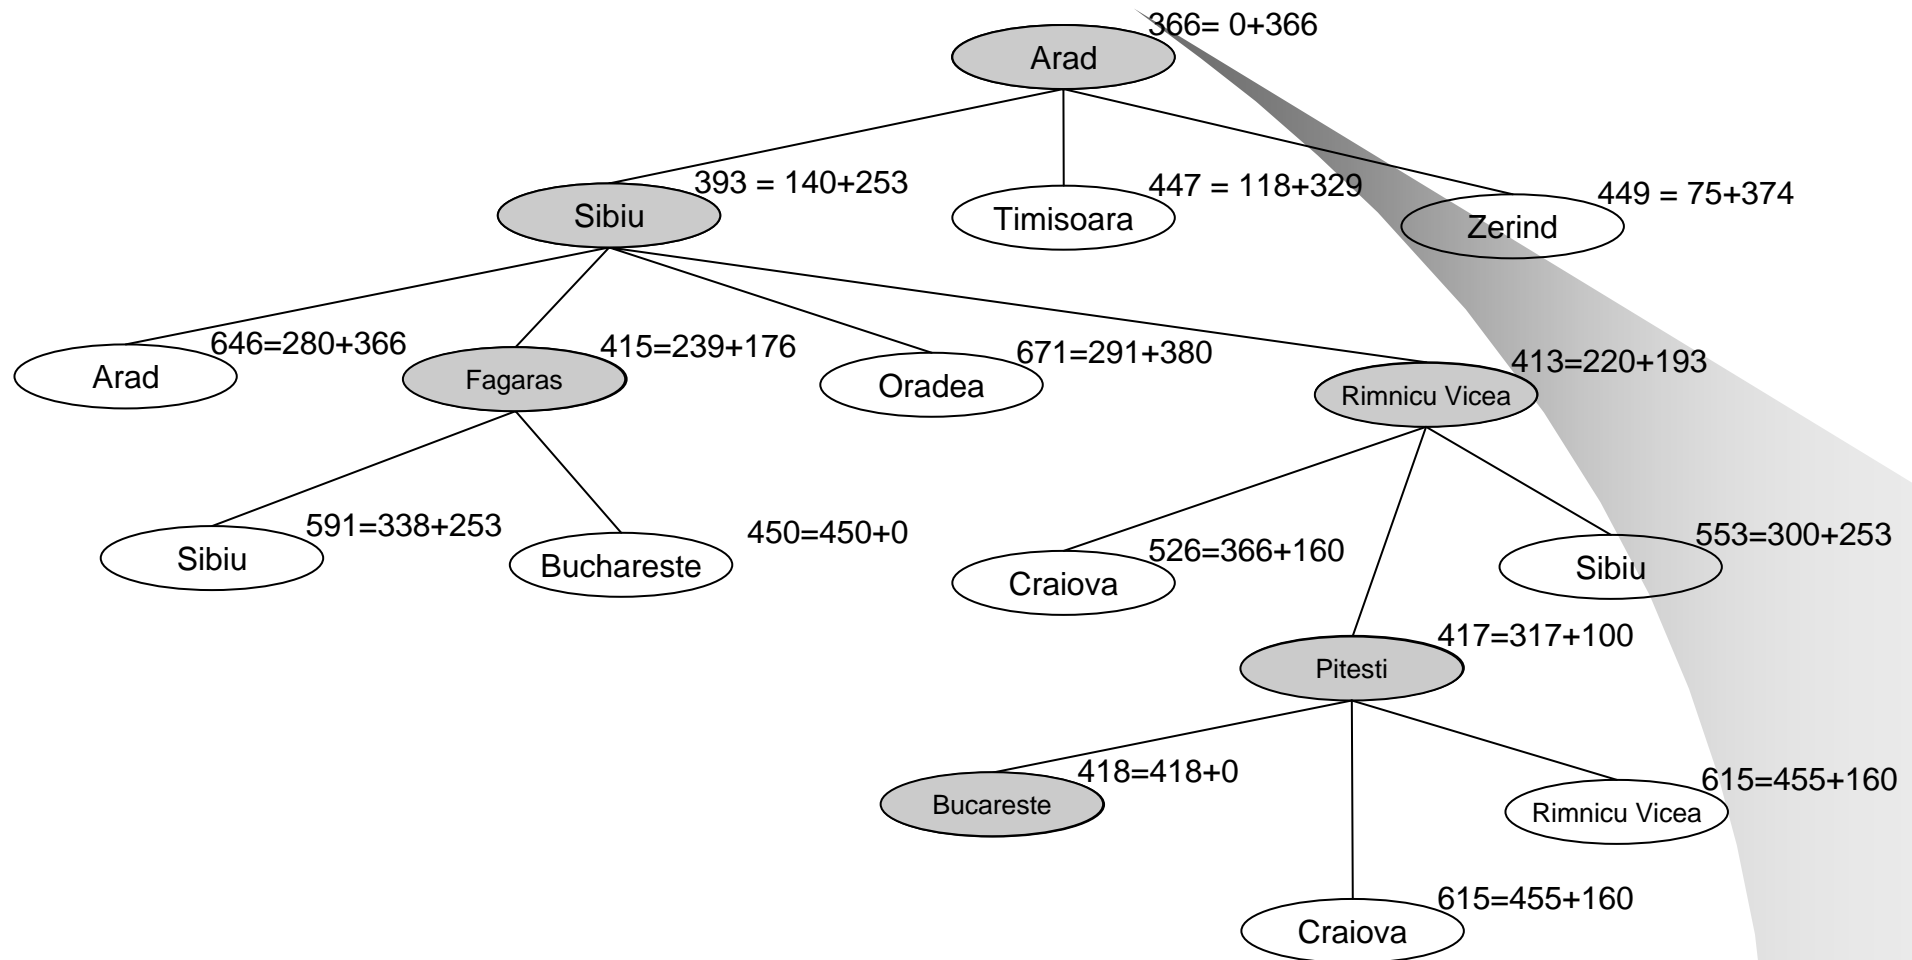 366= 0+366
Arad
393 = 140+253
447 = 118+329
449 = 75+374
Sibiu
Timisoara
Zerind
646=280+366
415=239+176
671=291+380
413=220+193
Arad
Fagaras
Oradea
Rimnicu Vicea
591=338+253
450=450+0
526=366+160
553=300+253
Sibiu
Buchareste
Craiova
Sibiu
417=317+100
Pitesti
418=418+0
615=455+160
Bucareste
Rimnicu Vicea
615=455+160
Craiova